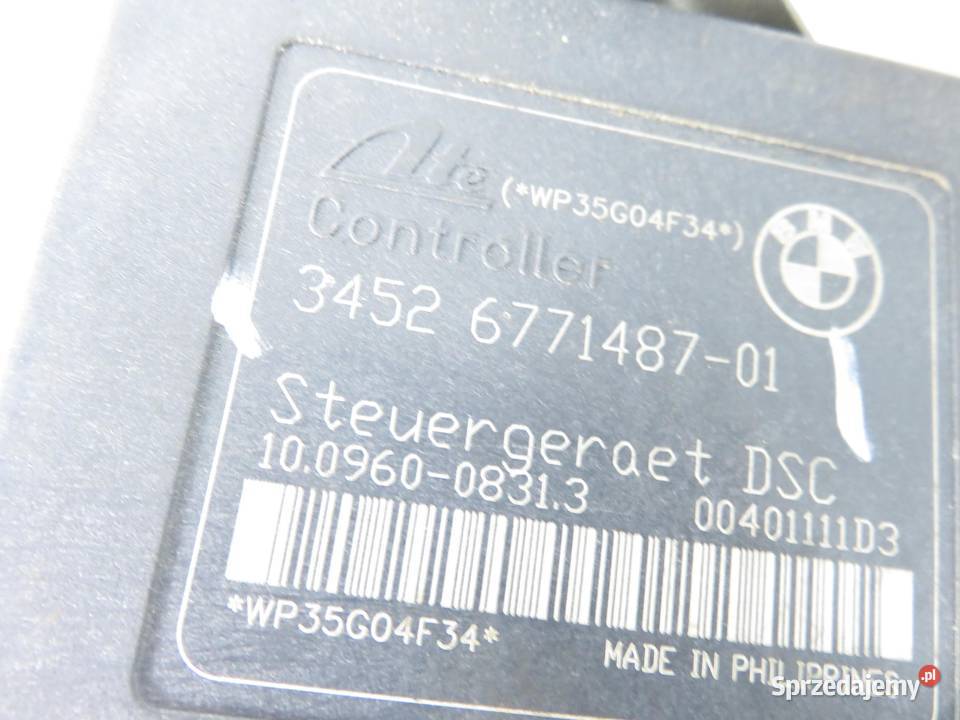 Ate (*WP35G04F34*)
BMW
Controller
3452 6771487-01
Steuergeraet DSC
10.0960-0831.3 00401111D3
*WP35G04F34*
MADE IN PHILIPPINES
Sprzedajemy.pl